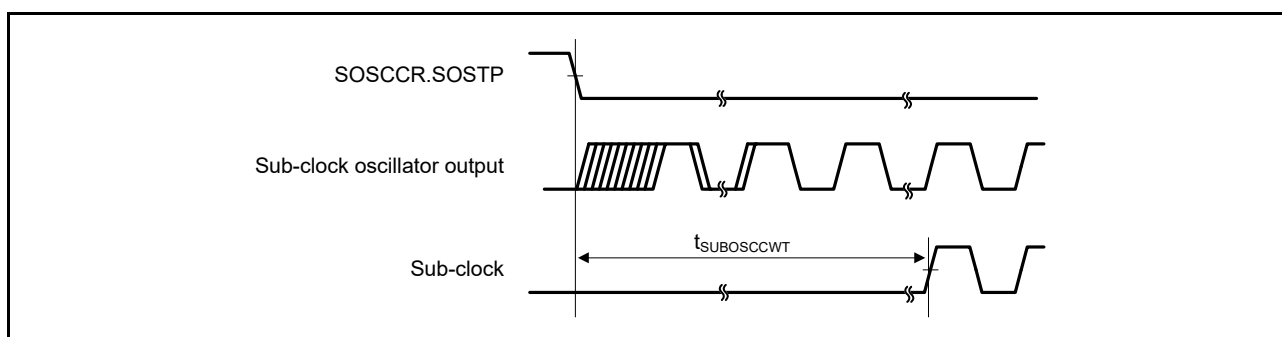 SOSCCR.SOSTP
Sub-clock oscillator output
tSUBOSCCWT
Sub-clock